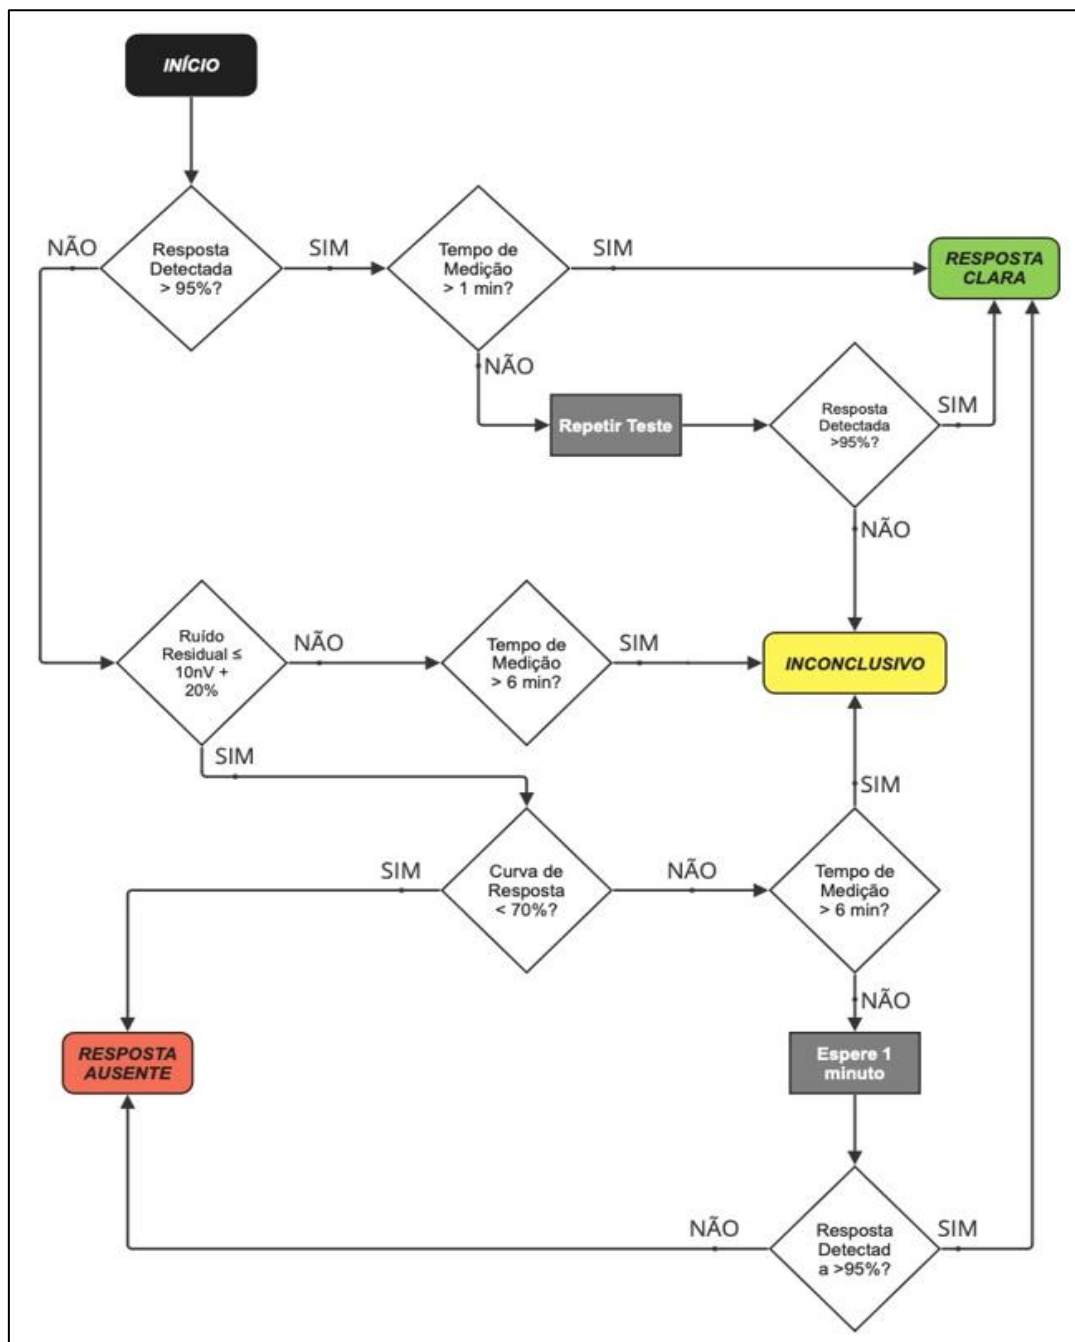 INÍCIO
NÃO
Resposta
Detectada
> 95%?
SIM
Tempo de
Medição
> 1 min?
SIM
RESPOSTA
CLARA
NÃO
Repetir Teste
Resposta
Detectada
>95%?
SIM
NÃO
Ruído
Residual ≤
10nV +
20%
NÃO
Tempo de
Medição
> 6 min?
SIM
INCONCLUSIVO
SIM
SIM
SIM
Curva de
Resposta
< 70%?
NÃO
Tempo de
Medição
> 6 min?
NÃO
RESPOSTA
AUSENTE
Espere 1
minuto
NÃO
Resposta
Detectad
a >95%?
SIM